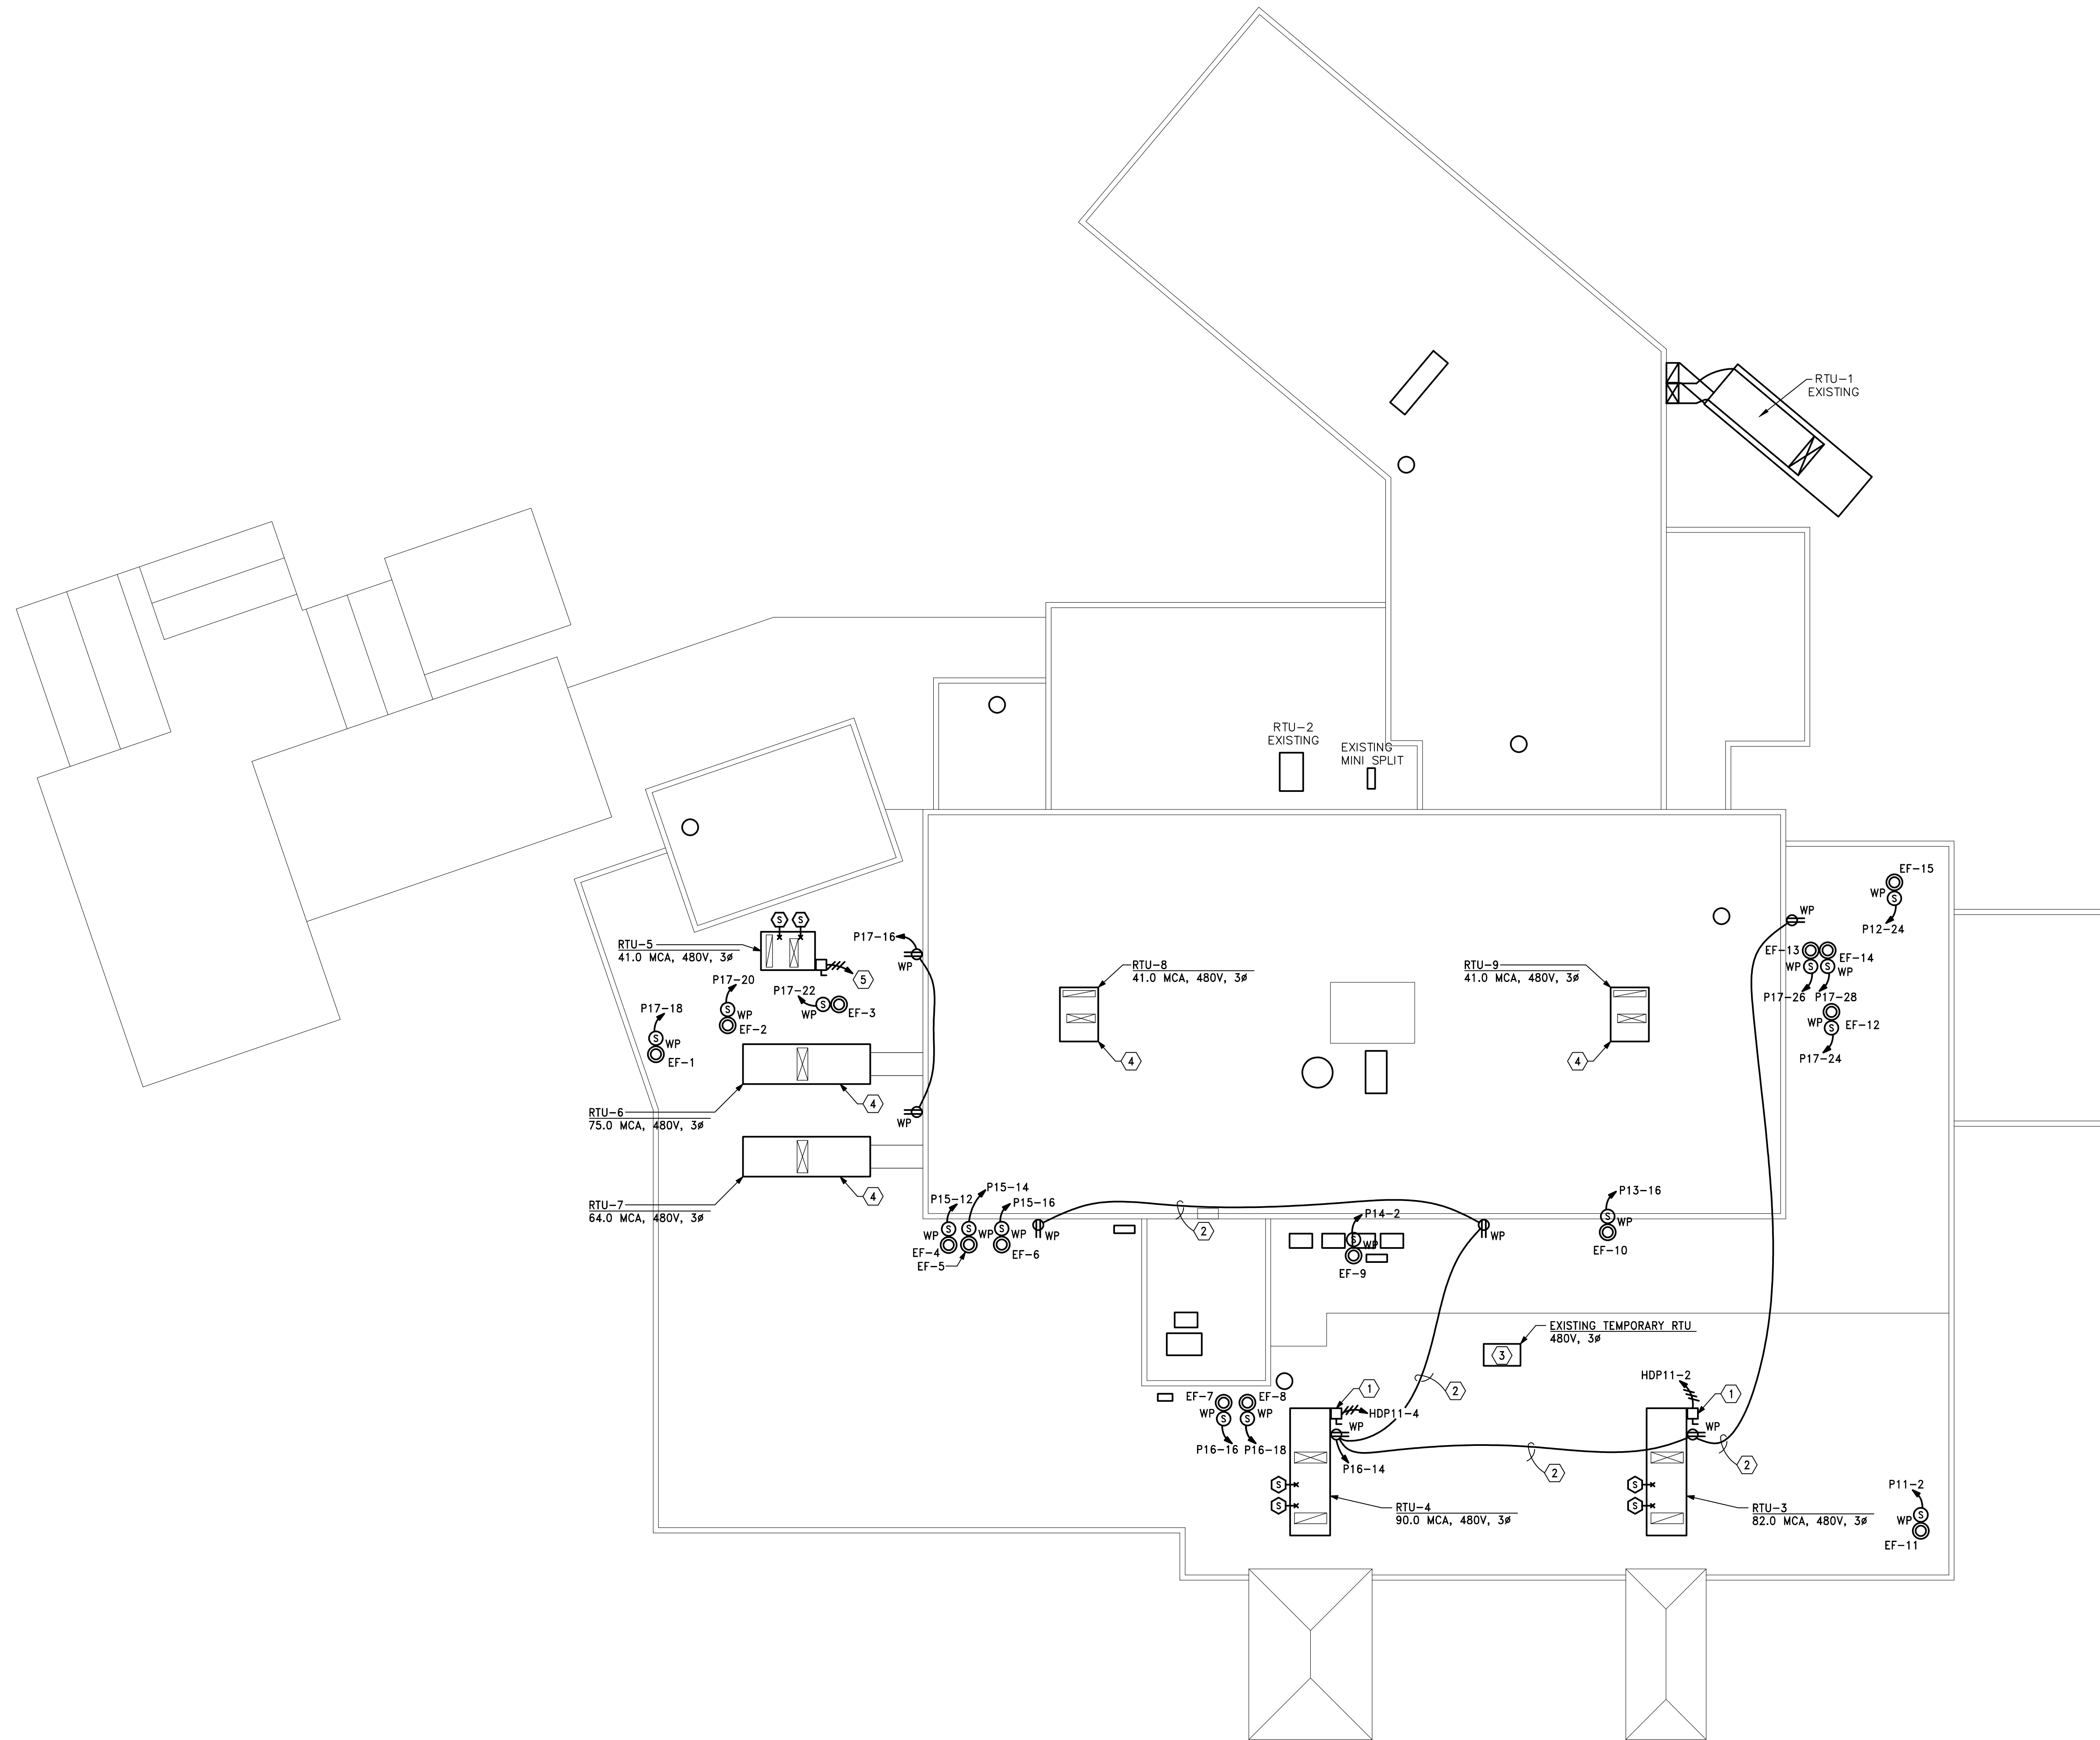 RTU-1
EXISTING
RTU-2
EXISTING
EXISTING
MINI SPLIT
EF-15
WP
S
P12-24
WP
EF-13
EF-14
WP
S
S
WP
P17-26
P17-28
WP
S
EF-12
P17-24
S
S
RTU-5
41.0 MCA, 480V, 3ø
5
P17-16
WP
P17-20
S
WP
EF-2
P17-22
WP
S
EF-3
P17-18
S
WP
EF-1
RTU-8
41.0 MCA, 480V, 3ø
4
RTU-9
41.0 MCA, 480V, 3ø
4
RTU-6
75.0 MCA, 480V, 3ø
4
WP
RTU-7
64.0 MCA, 480V, 3ø
4
P15-12
P15-14
P15-16
WP
S
S
WP
S
WP
EF-4
EF-5
EF-6
WP
2
P14-2
S
WP
EF-9
WP
P13-16
S
WP
EF-10
EXISTING TEMPORARY RTU
480V, 3ø
3
EF-7
EF-8
WP
S
S
WP
P16-16
P16-18
1
HDP11-4
WP
P16-14
2
2
S
S
RTU-4
90.0 MCA, 480V, 3ø
HDP11-2
1
WP
2
S
S
RTU-3
82.0 MCA, 480V, 3ø
P11-2
WP
S
EF-11